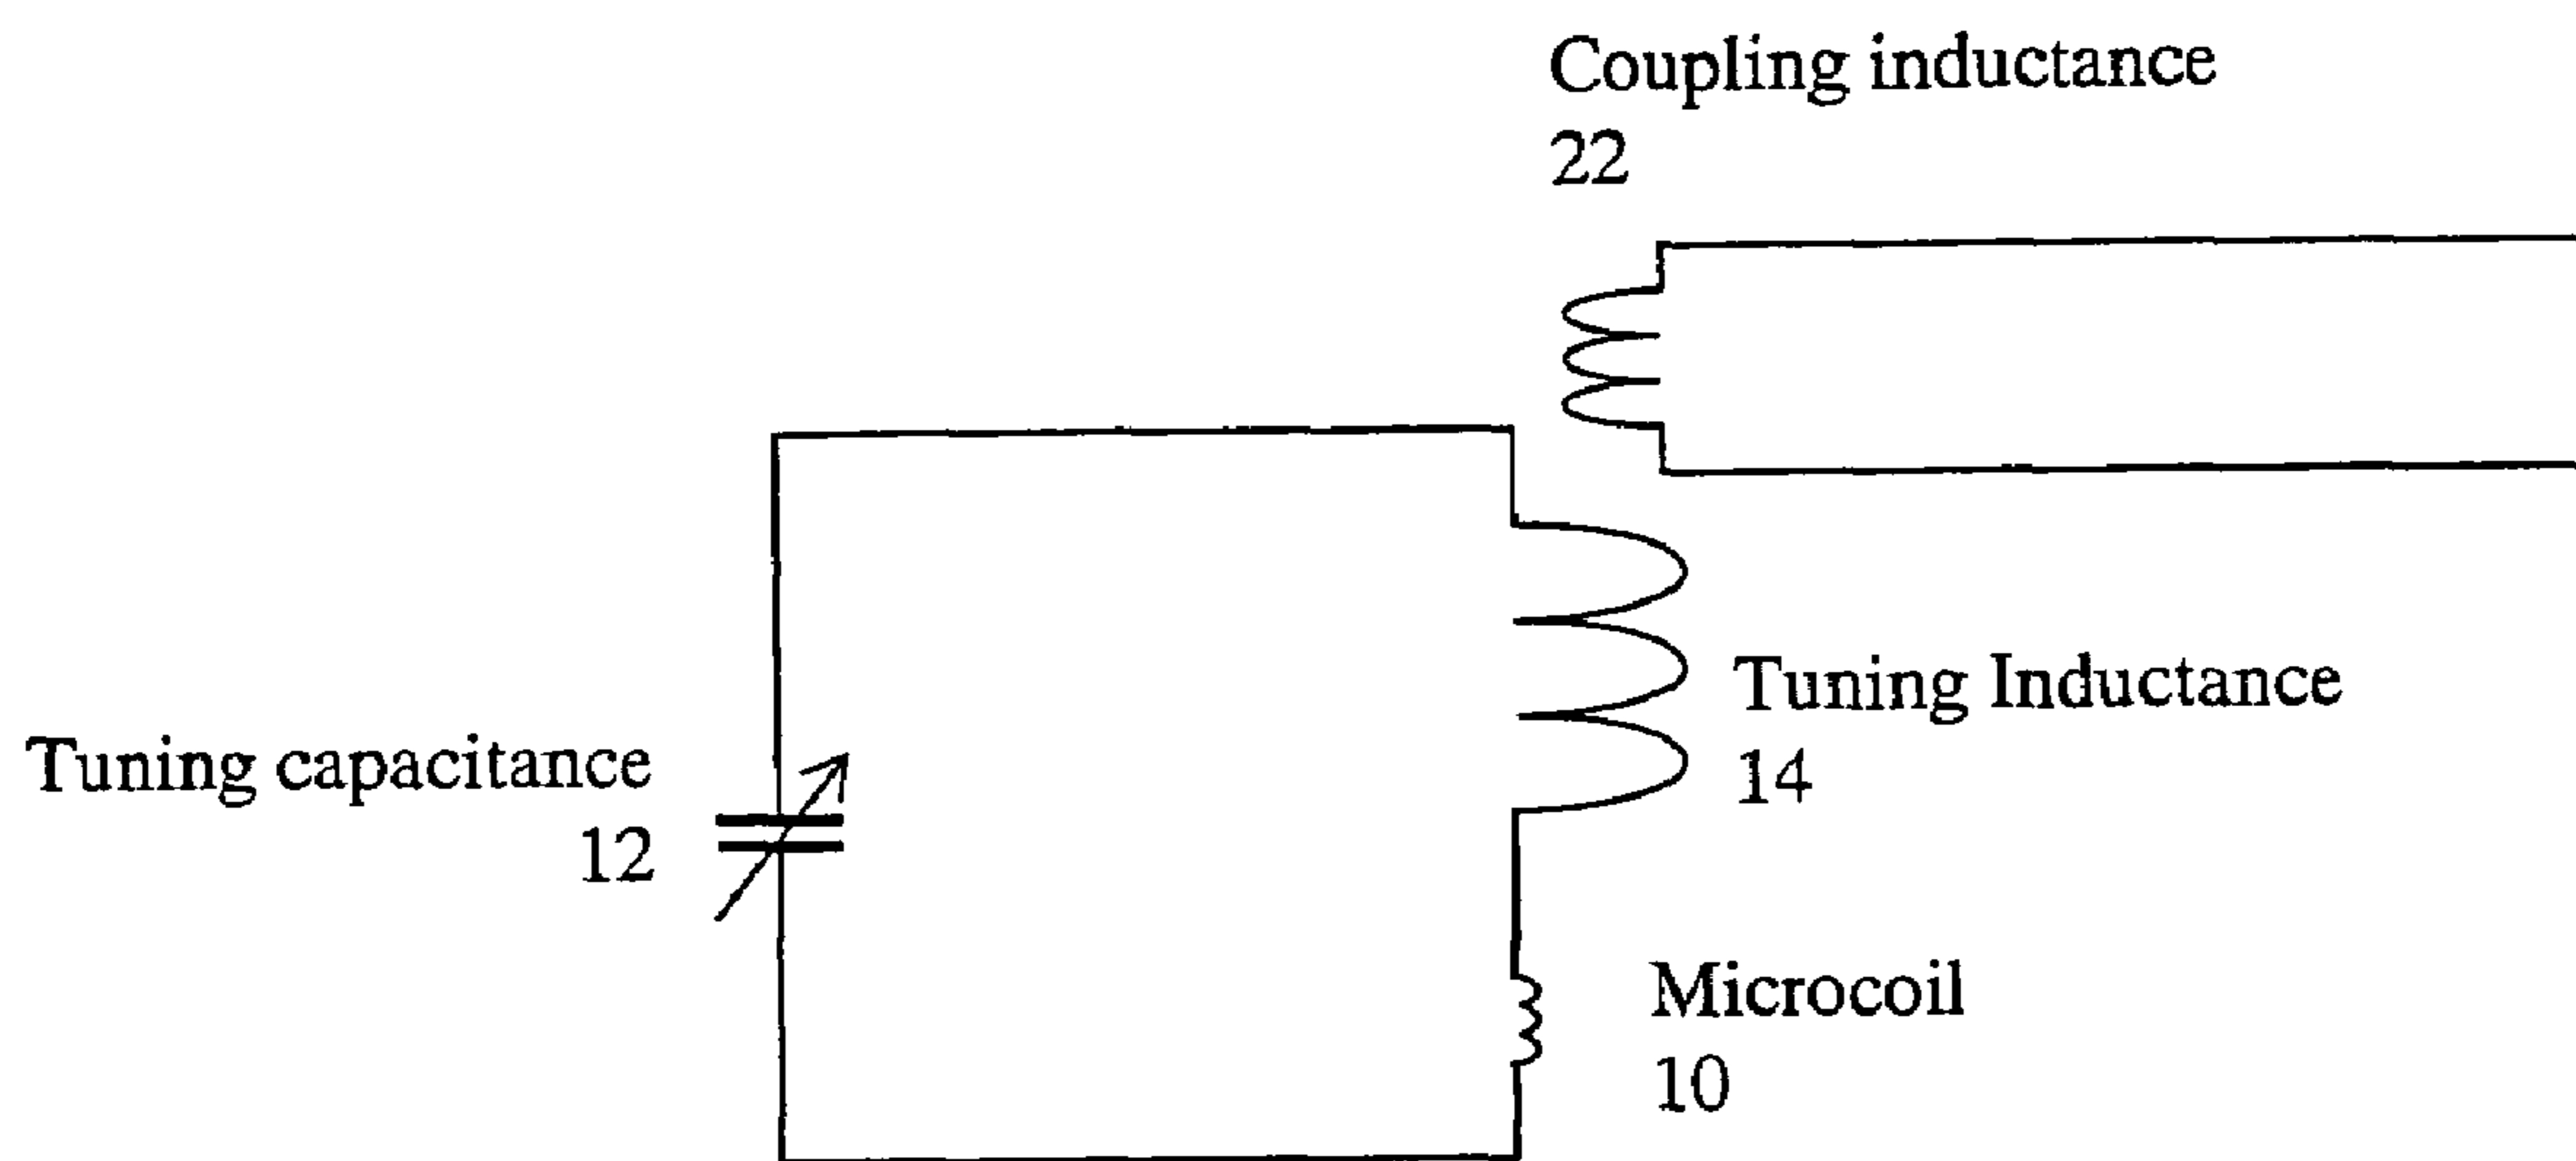 Coupling inductance
22
Tuning Inductance
14
Tuning capacitance
12
Microcoil
10